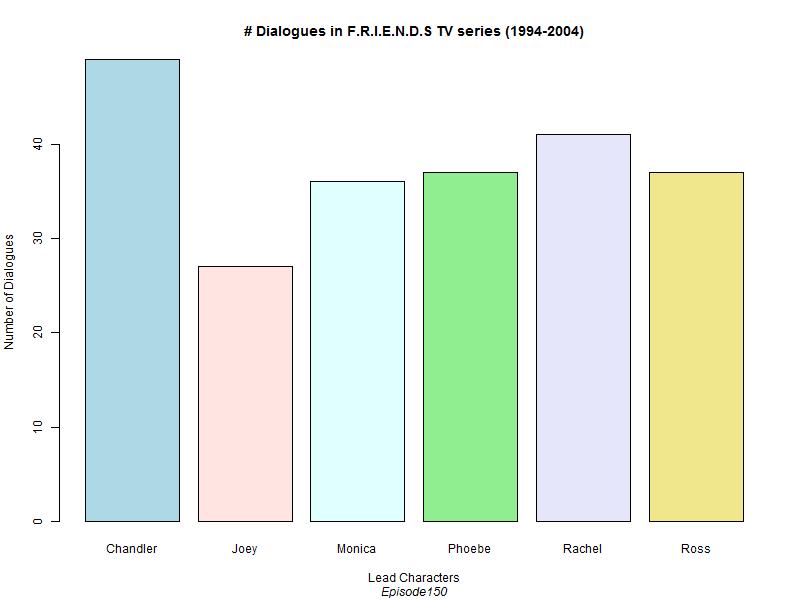 # Dialogues in F.R.I.E.N.D.S TV series (1994-2004)
Number of Dialogues
40
30
20
10
0
Chandler Joey Monica Phoebe Rachel Ross
Lead Characters
Episode150